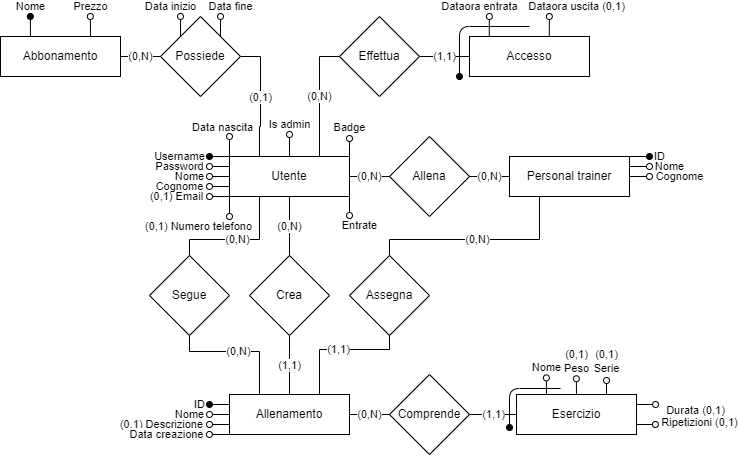 Nome
Prezzo
Data inizio
Data fine
Dataora entrata
Dataora uscita (0,1)
Abbonamento
(0,N)
Possiede
Effettua
(1,1)
Accesso
(0,1)
(0,N)
Data nascita
Is admin
Badge
Username
Password
Nome
Cognome
(0,1) Email
Utente
(0,N)
Allena
(0,N)
Personal trainer
ID
Nome
Cognome
(0,1) Numero telefono
Entrate
(0,N)
(0,N)
(0,N)
Segue
Crea
Assegna
(0,N)
(1,1)
(1,1)
(0,1)
(0,1)
Nome
Peso
Serie
ID
Nome
(0,1) Descrizione
Data creazione
Allenamento
(0,N)
Comprende
(1,1)
Esercizio
Durata (0,1)
Ripetizioni (0,1)